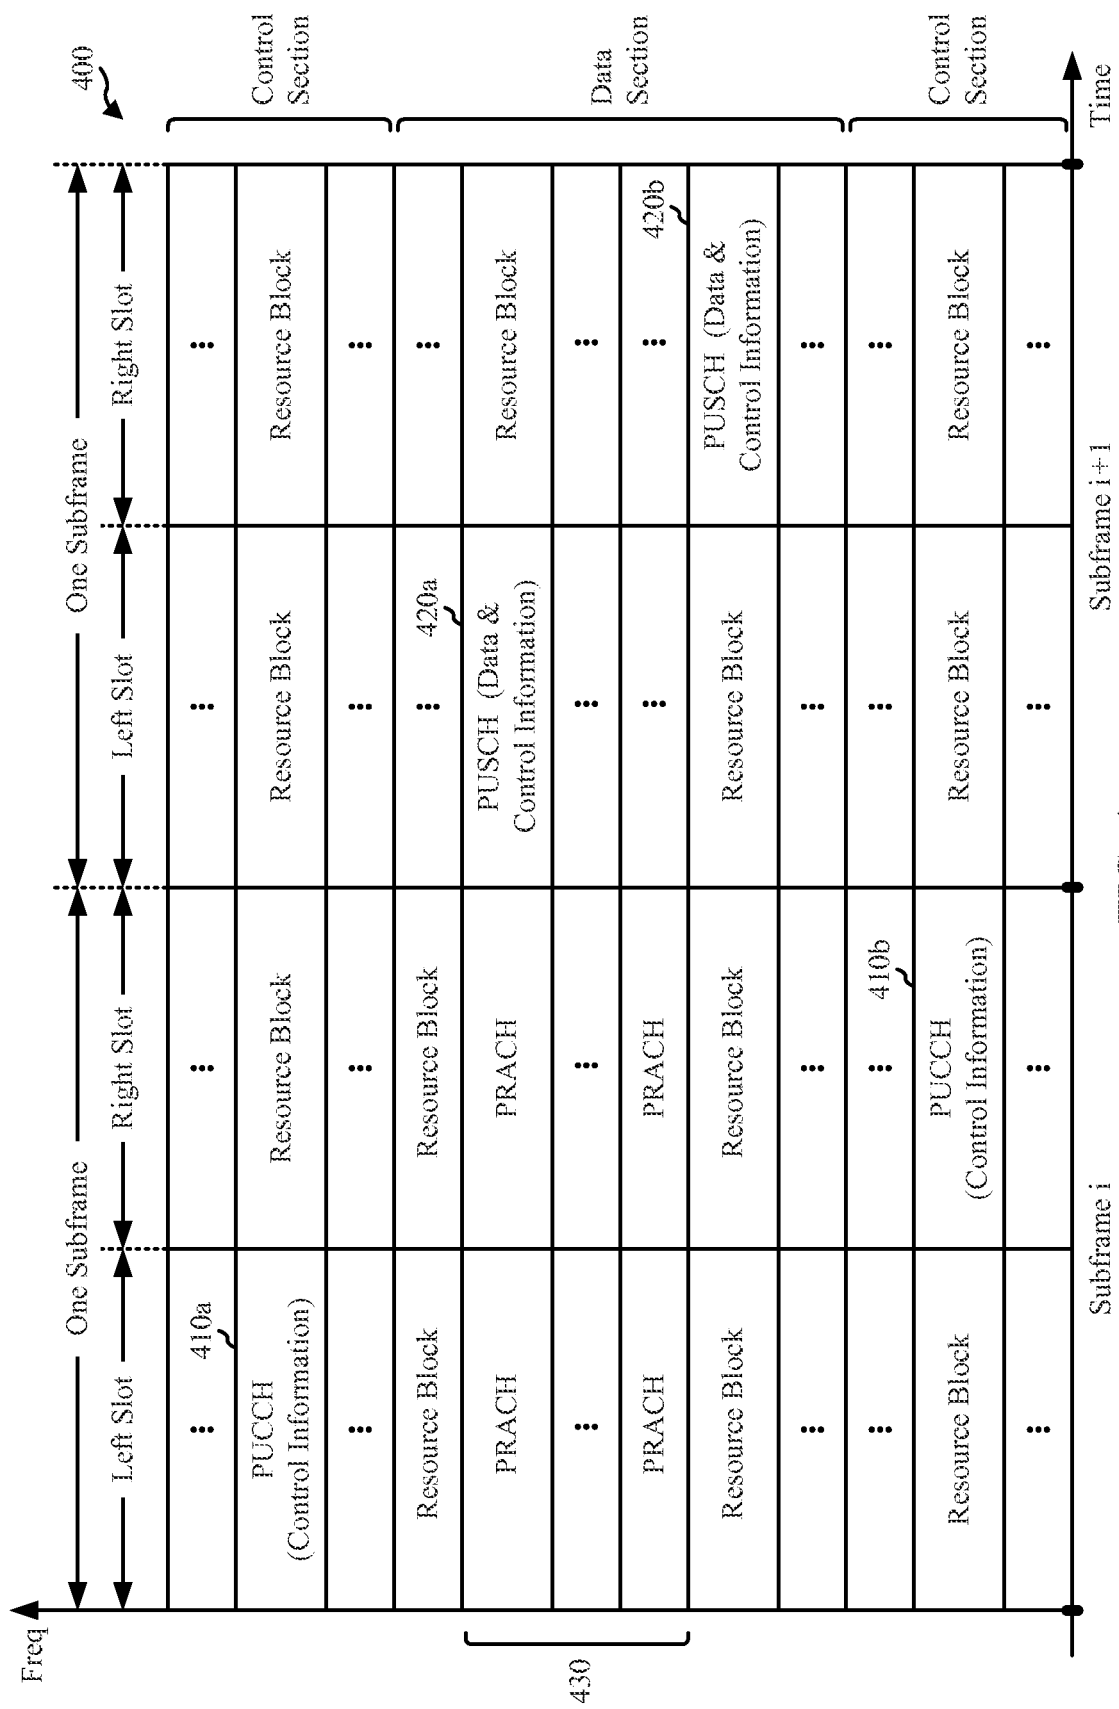 Freq
One Subframe
One Subframe
400
Left Slot
Right Slot
Left Slot
Right Slot
•••
410a
•••
•••
•••
PUCCH
(Control Information)
Resource Block
Resource Block
Resource Block
Control
Section
•••
•••
•••
•••
Resource Block
Resource Block
•••
420a
•••
PRACH
PRACH
PUSCH (Data &
Control Information)
Resource Block
430
•••
•••
•••
•••
Data
Section
PRACH
PRACH
•••
•••
420b
Resource Block
Resource Block
Resource Block
PUSCH (Data &
Control Information)
•••
•••
•••
•••
•••
•••
410b
•••
•••
Resource Block
PUCCH
(Control Information)
Resource Block
Resource Block
Control
Section
•••
•••
•••
•••
Subframe i
Subframe i+1
Time